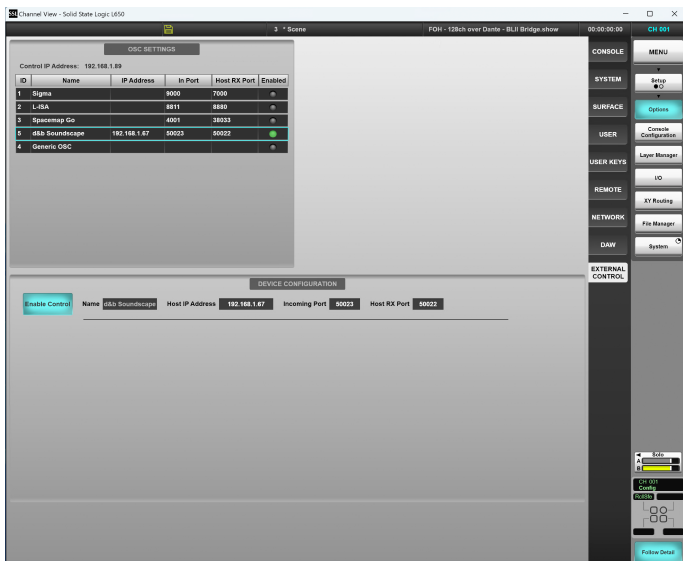 SSL Channel View - Solid State Logic L650
3 * Scene
FOH - 128ch over Dante - BLII Bridge.show
00:00:00:00
CH 001
OSC SETTINGS
Control IP Address: 192.168.1.89
ID Name IP Address In Port Host RX Port Enabled
1 Sigma 9000 7000
2 L-ISA 8811 8880
3 Spacemap Go 4001 38033
5 d&b Soundscape 192.168.1.67 50023 50022
4 Generic OSC
DEVICE CONFIGURATION
Enable Control Name d&b Soundscape Host IP Address 192.168.1.67 Incoming Port 50023 Host RX Port 50022
CONSOLE
SYSTEM
SURFACE
USER
USER KEYS
REMOTE
NETWORK
DAW
EXTERNAL
CONTROL
MENU
Setup
Options
Console
Configuration
Layer Manager
I/O
XY Routing
File Manager
System
Solo
A
B
CH 001
Config
RollSfe
Follow Detail